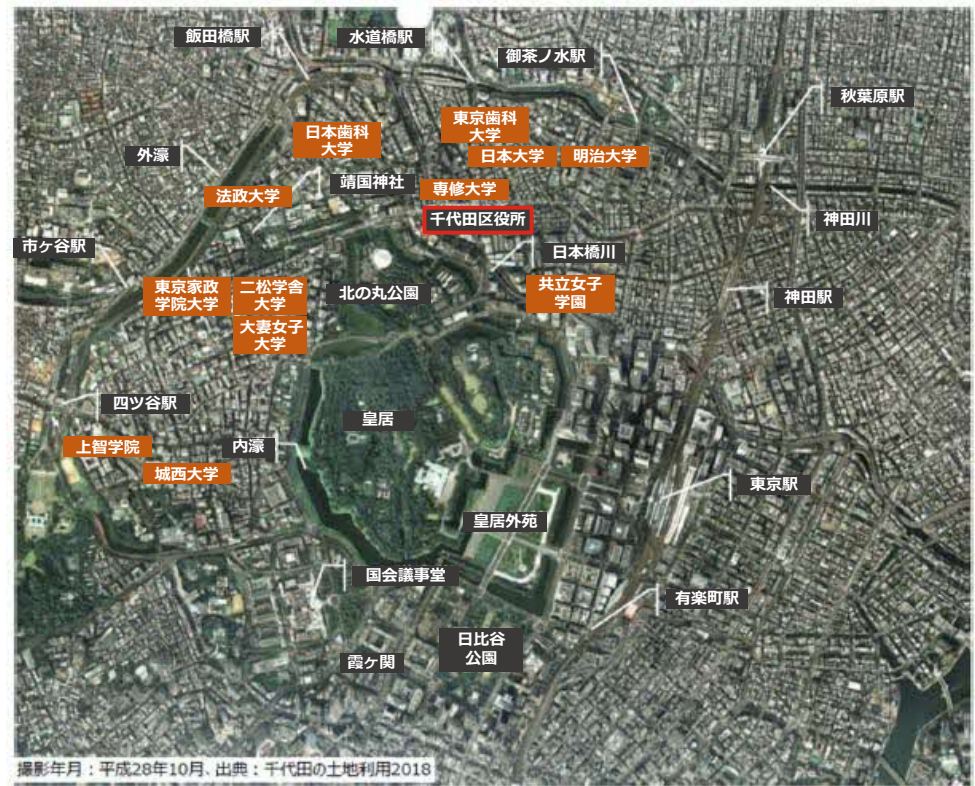 飯田橋駅
水道橋駅
御茶ノ水駅
秋葉原駅
日本歯科
大学
東京歯科
大学
外濠
日本大学
明治大学
法政大学
靖国神社
専修大学
千代田区役所
神田川
市ヶ谷駅
日本橋川
東京家政
学院大学
二松学舎
大学
北の丸公園
共立女子
学園
神田駅
大妻女子
大学
四ツ谷駅
皇居
上智学院
内濠
城西大学
東京駅
皇居外苑
国会議事堂
有楽町駅
日比谷
公園
霞ヶ関
撮影年月：平成28年10月、出典：千代田の土地利用2018